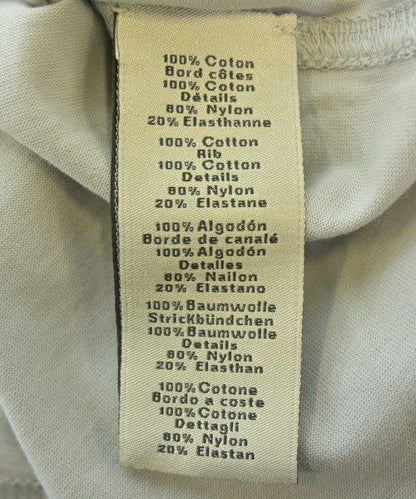 100% Coton
Bord côtes
100% Coton
Détails
80% Nylon
20% Elasthanne
100% Cotton
Rib
100% Cotton
Details
80% Nylon
20% Elastane
100% Algodón
Borde de canalé
100% Algodón
Detalles
80% Nailon
20% Elastano
100% Baumwolle
Strickbündchen
100% Baumwolle
Details
80% Nylon
20% Elasthan
100% Cotone
Bordo a coste
100% Cotone
Dettagli
80% Nylon
20% Elastan